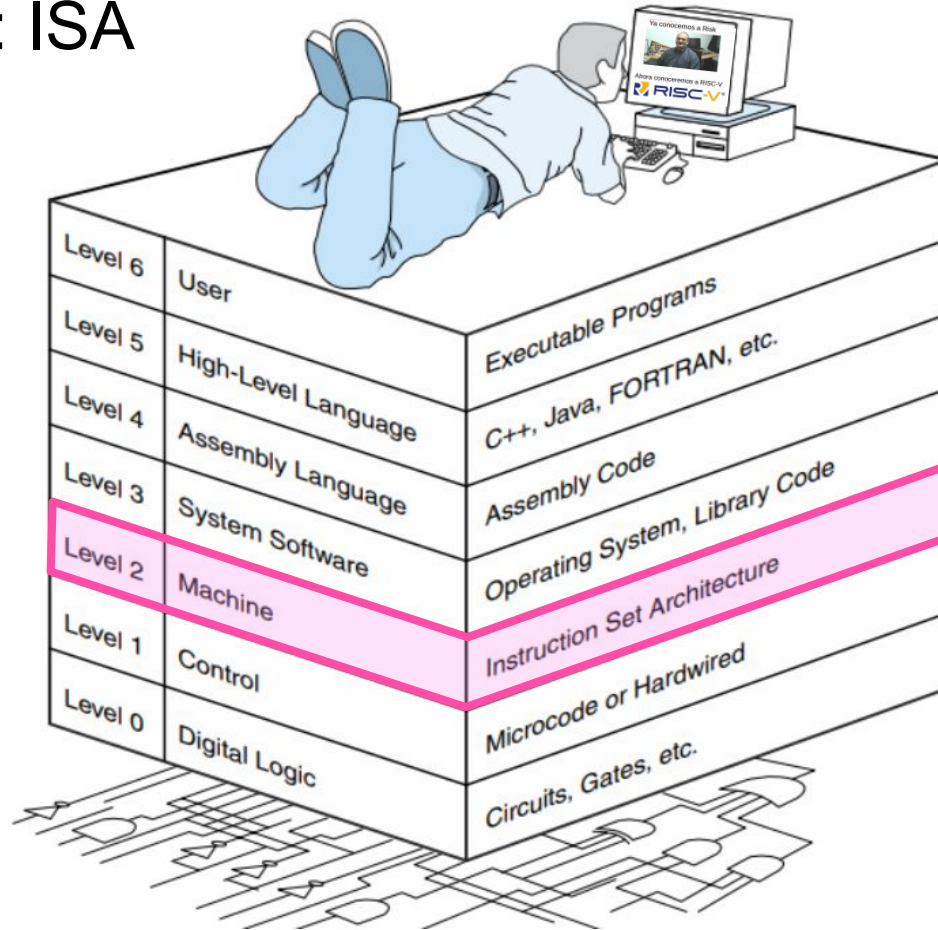 : ISA
Ya conocemos a Risk
Ahora conoceremos a RISC-V
RISC-V
Level 6
User
Executable Programs
Level 5
High-Level Language
C++, Java, FORTRAN, etc.
Level 4
Assembly Language
Assembly Code
Level 3
System Software
Operating System, Library Code
Level 2
Machine
Instruction Set Architecture
Level 1
Control
Microcode or Hardwired
Level 0
Digital Logic
Circuits, Gates, etc.